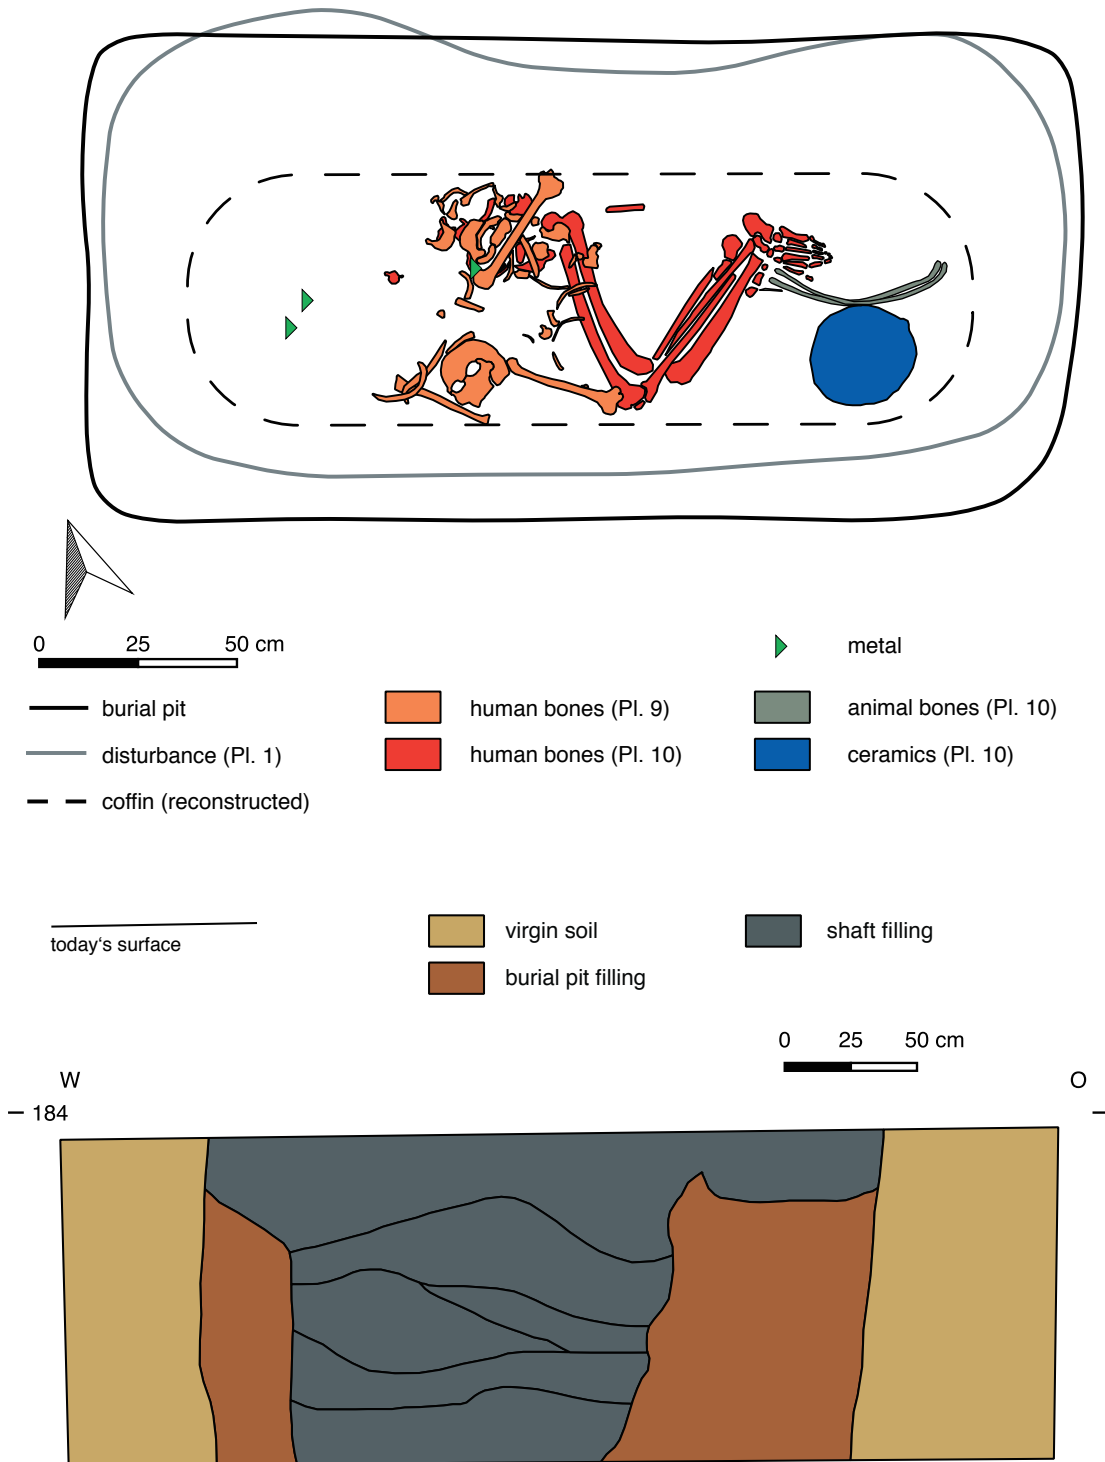 0 25 50 cm
metal
burial pit
human bones (Pl. 9)
animal bones (Pl. 10)
disturbance (Pl. 1)
human bones (Pl. 10)
ceramics (Pl. 10)
coffin (reconstructed)
today‘s surface
virgin soil
shaft filling
burial pit filling
0 25 50 cm
W
O
184